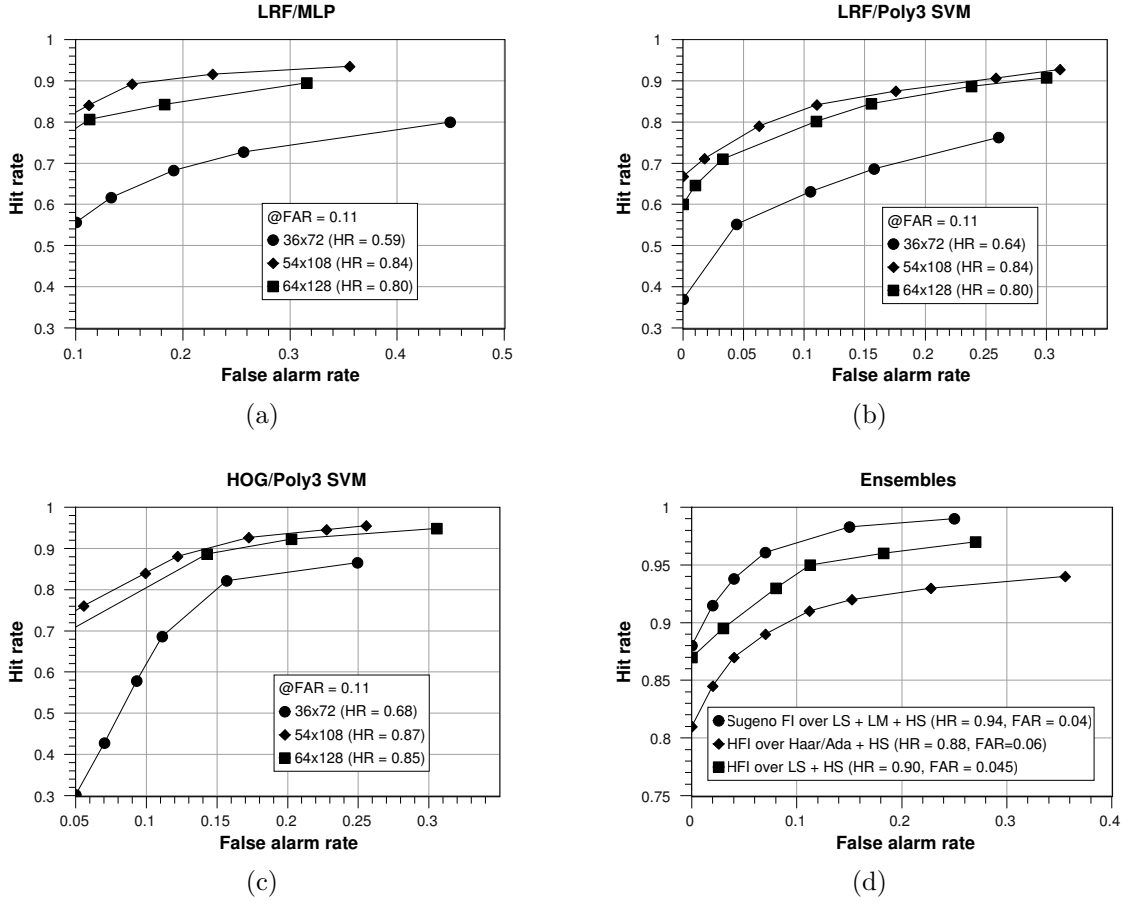 LRF/MLP
1
0.9
0.8
0.7
0.6
0.5
0.4
0.3
Hit rate
@FAR = 0.11
36x72 (HR = 0.59)
54x108 (HR = 0.84)
64x128 (HR = 0.80)
0.1 0.2 0.3 0.4 0.5
False alarm rate
(a)
LRF/Poly3 SVM
1
0.9
0.8
0.7
0.6
0.5
0.4
0.3
Hit rate
@FAR = 0.11
36x72 (HR = 0.64)
54x108 (HR = 0.84)
64x128 (HR = 0.80)
0 0.05 0.1 0.15 0.2 0.25 0.3
False alarm rate
(b)
HOG/Poly3 SVM
1
0.9
0.8
0.7
0.6
0.5
0.4
0.3
Hit rate
@FAR = 0.11
36x72 (HR = 0.68)
54x108 (HR = 0.87)
64x128 (HR = 0.85)
0.05 0.1 0.15 0.2 0.25 0.3
False alarm rate
(c)
Ensembles
1
0.95
0.9
0.85
0.8
0.75
Hit rate
Sugeno FI over LS + LM + HS (HR = 0.94, FAR = 0.04)
HFI over Haar/Ada + HS (HR = 0.88, FAR=0.06)
HFI over LS + HS (HR = 0.90, FAR = 0.045)
0 0.1 0.2 0.3 0.4
False alarm rate
(d)